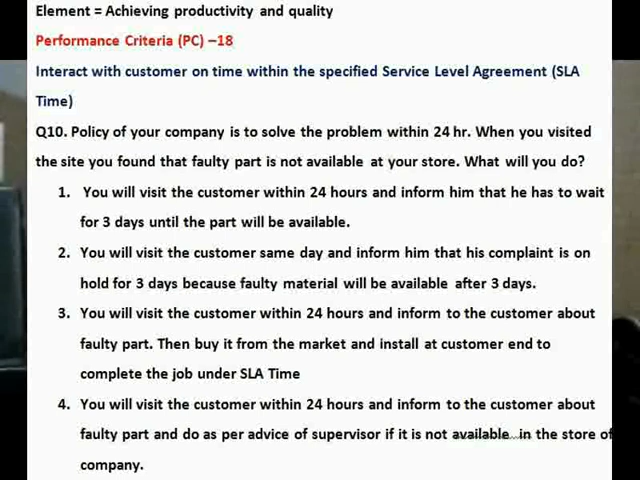 Element = Achieving productivity and quality
Performance Criteria (PC) –18
Interact with customer on time within the specified Service Level Agreement (SLA
Time)
Q10. Policy of your company is to solve the problem within 24 hr. When you visited
the site you found that faulty part is not available at your store. What will you do?
1. You will visit the customer within 24 hours and inform him that he has to wait
for 3 days until the part will be available.
2. You will visit the customer same day and inform him that his complaint is on
hold for 3 days because faulty material will be available after 3 days.
3. You will visit the customer within 24 hours and inform to the customer about
faulty part. Then buy it from the market and install at customer end to
complete the job under SLA Time
4. You will visit the customer within 24 hours and inform to the customer about
faulty part and do as per advice of supervisor if it is not available in the store of
company.